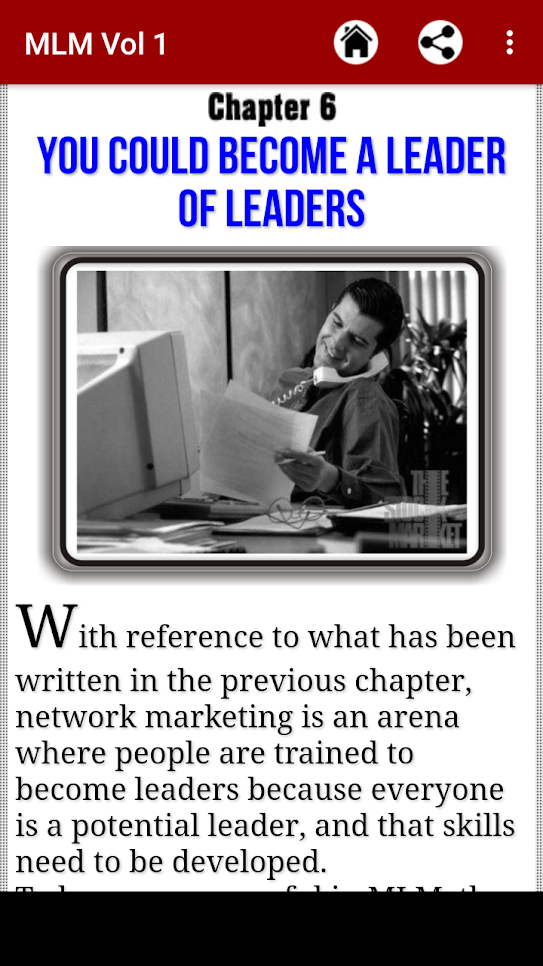 MLM Vol 1
Chapter 6
YOU COULD BECOME A LEADER
OF LEADERS
With reference to what has been
written in the previous chapter,
network marketing is an arena
where people are trained to
become leaders because everyone
is a potential leader, and that skills
need to be developed.